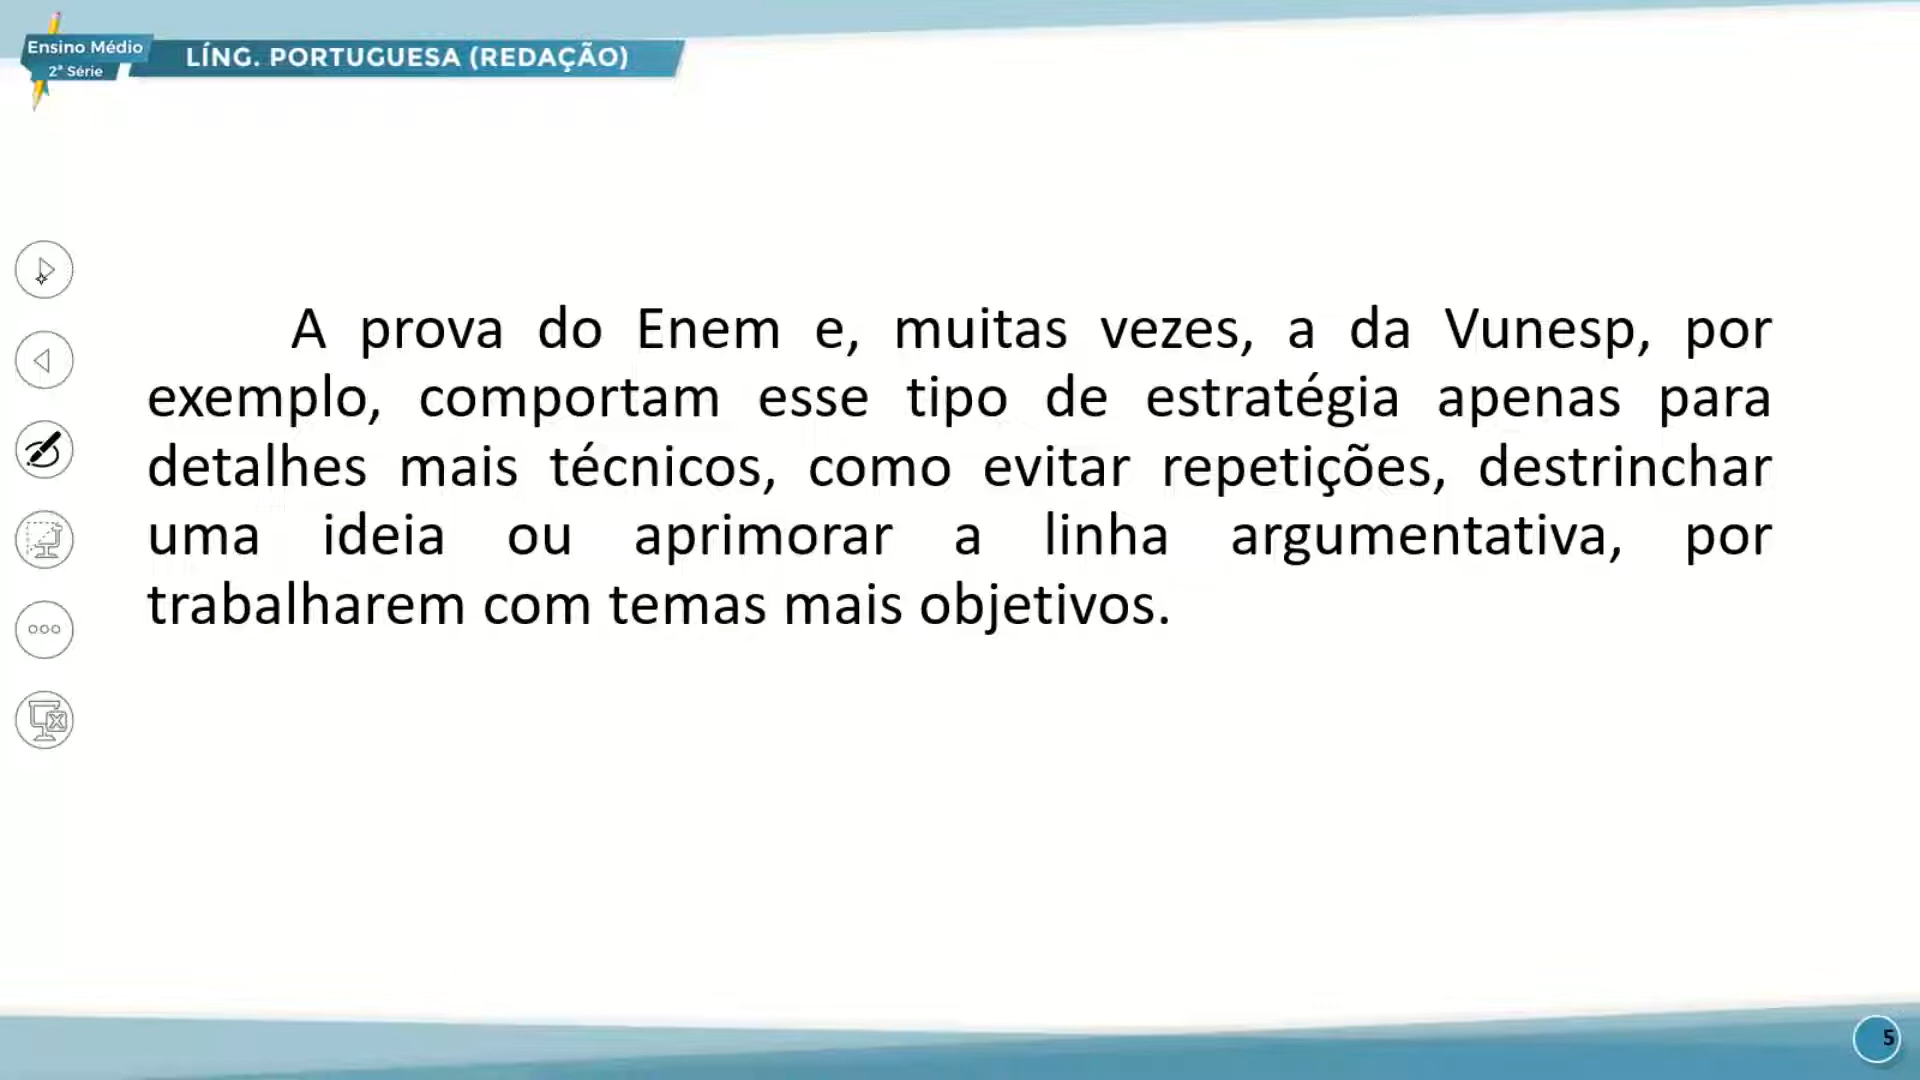 Ensino Médio
2ª Série
LÍNG. PORTUGUESA (REDAÇÃO)
A prova do Enem e, muitas vezes, a da Vunesp, por
exemplo, comportam esse tipo de estratégia apenas para
detalhes mais técnicos, como evitar repetições, destrinchar
uma ideia ou aprimorar a linha argumentativa, por
trabalharem com temas mais objetivos.
5